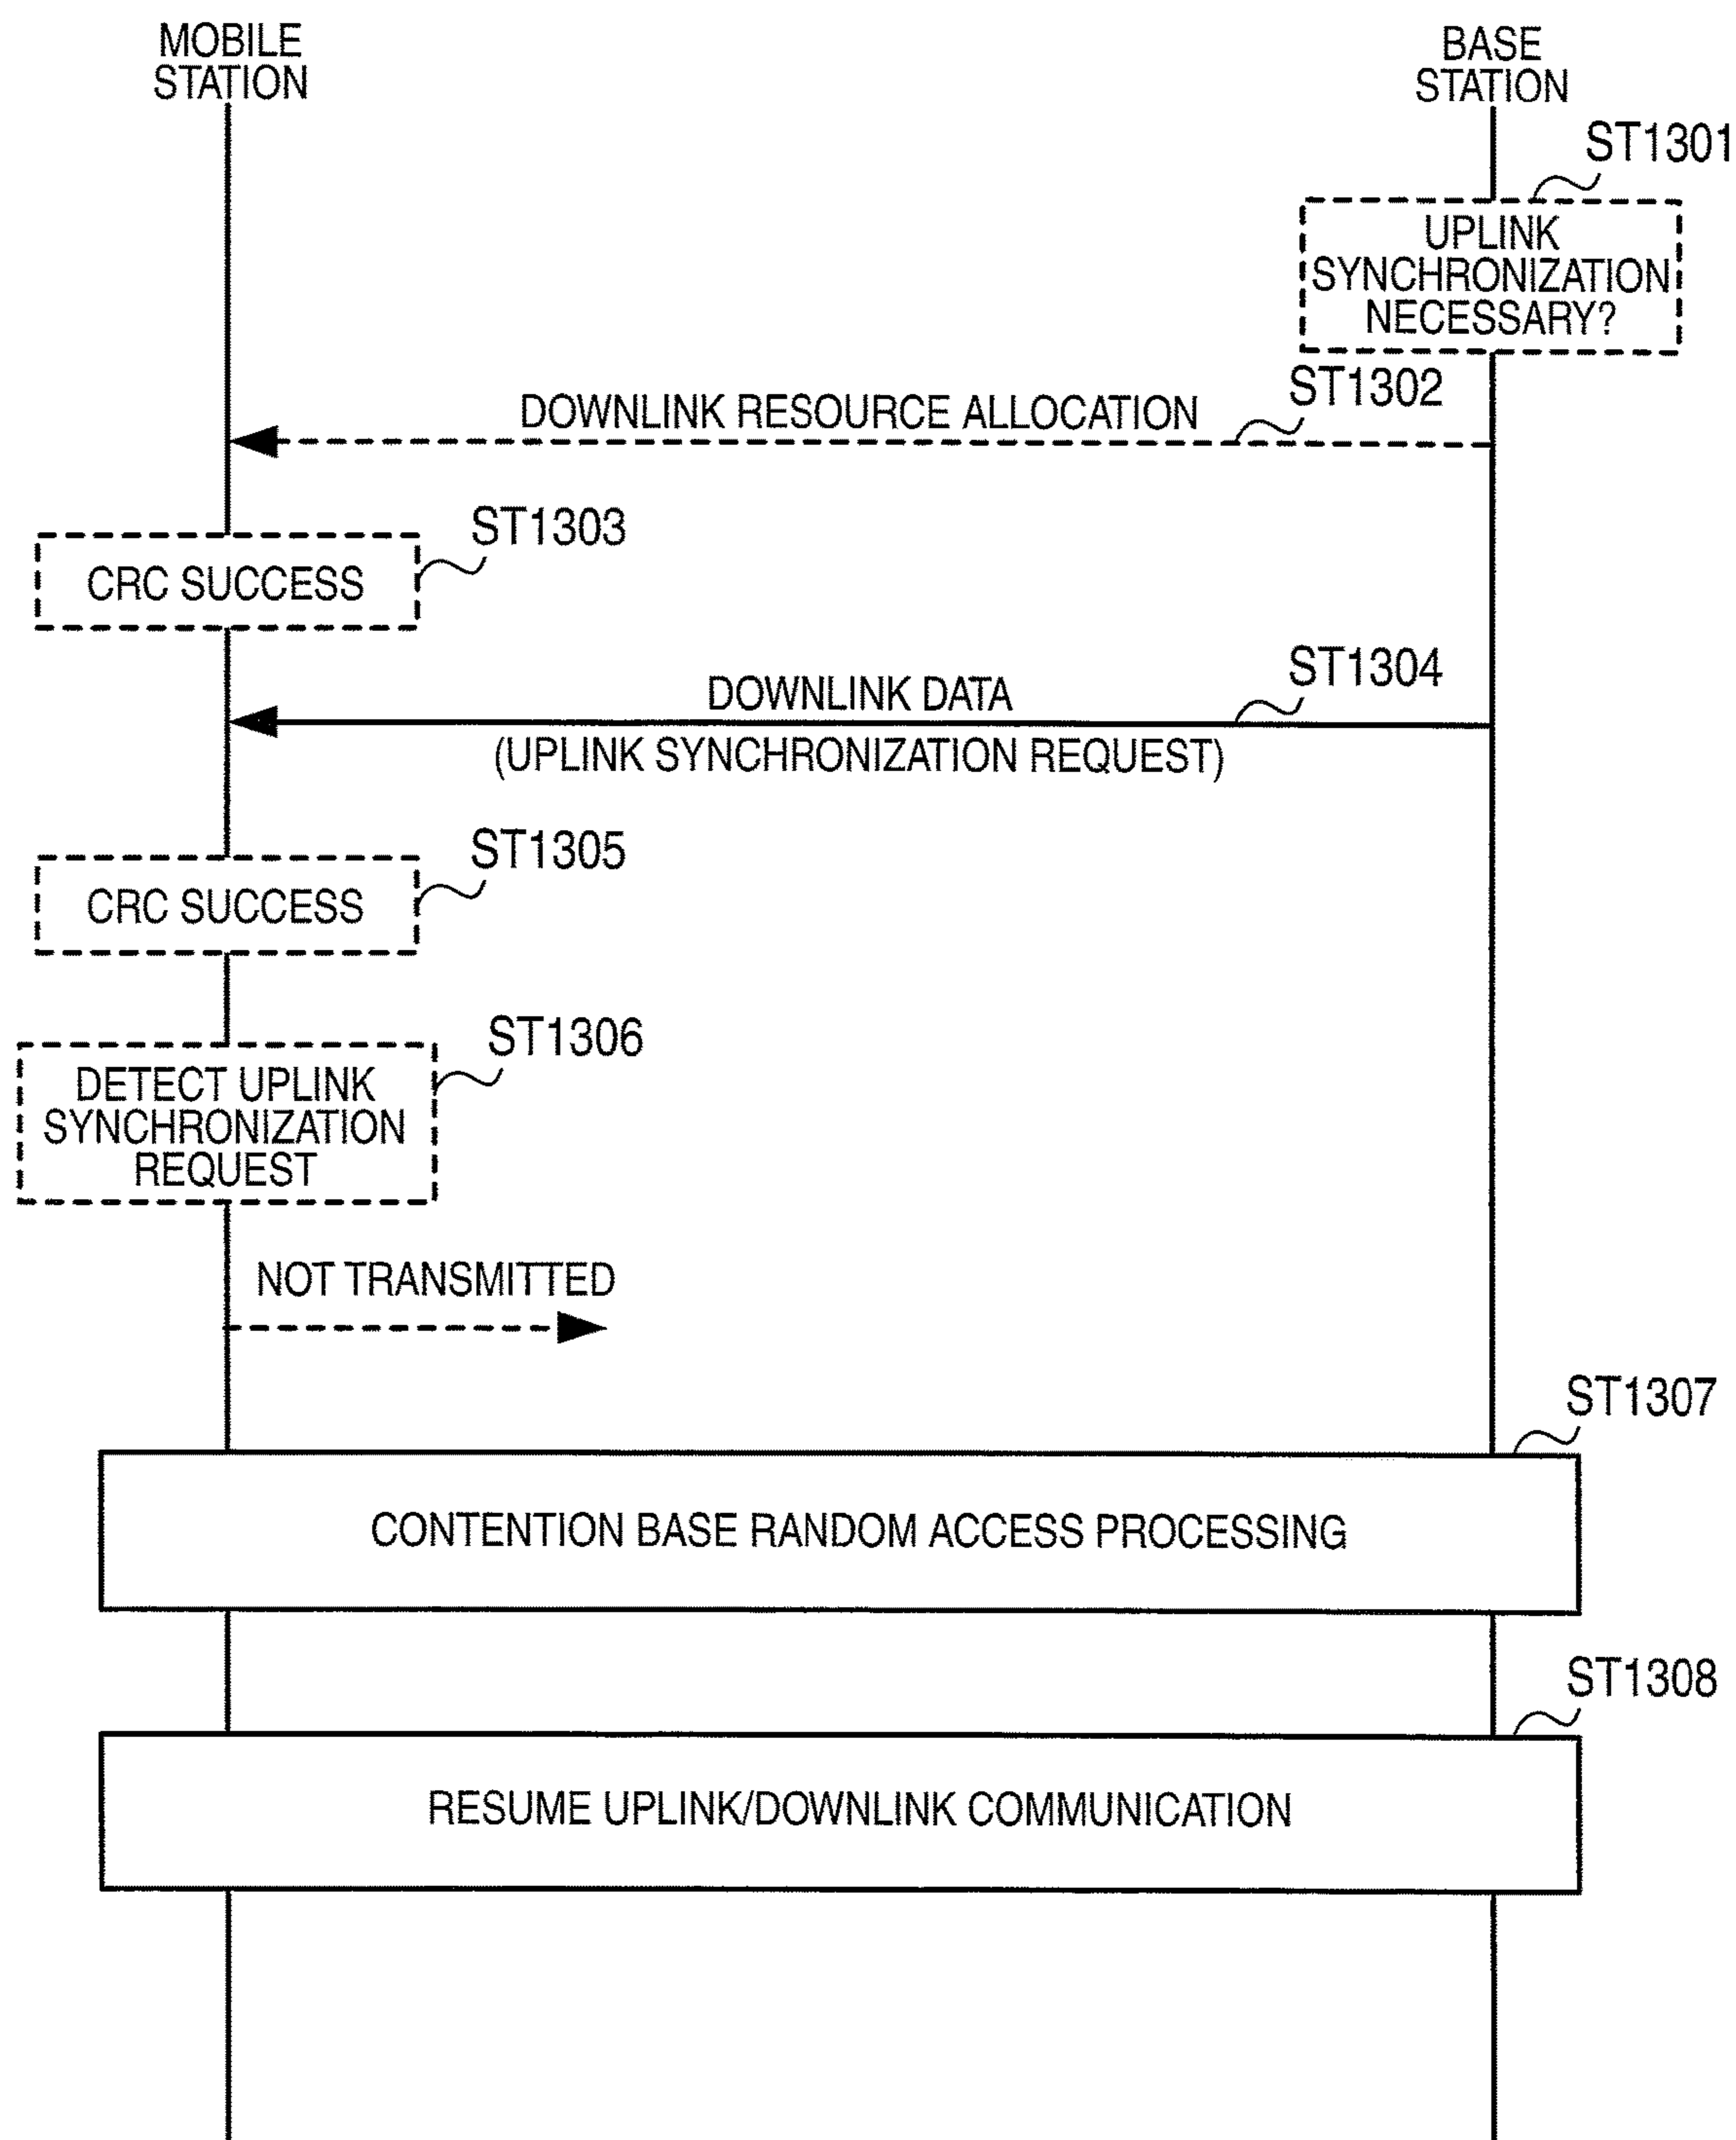 MOBILE
STATION
BASE
STATION
ST1301
UPLINK
SYNCHRONIZATION
NECESSARY?
ST1302
DOWNLINK RESOURCE ALLOCATION
ST1303
CRC SUCCESS
ST1304
DOWNLINK DATA
(UPLINK SYNCHRONIZATION REQUEST)
ST1305
CRC SUCCESS
ST1306
DETECT UPLINK
SYNCHRONIZATION
REQUEST
NOT TRANSMITTED
ST1307
CONTENTION BASE RANDOM ACCESS PROCESSING
ST1308
RESUME UPLINK/DOWNLINK COMMUNICATION